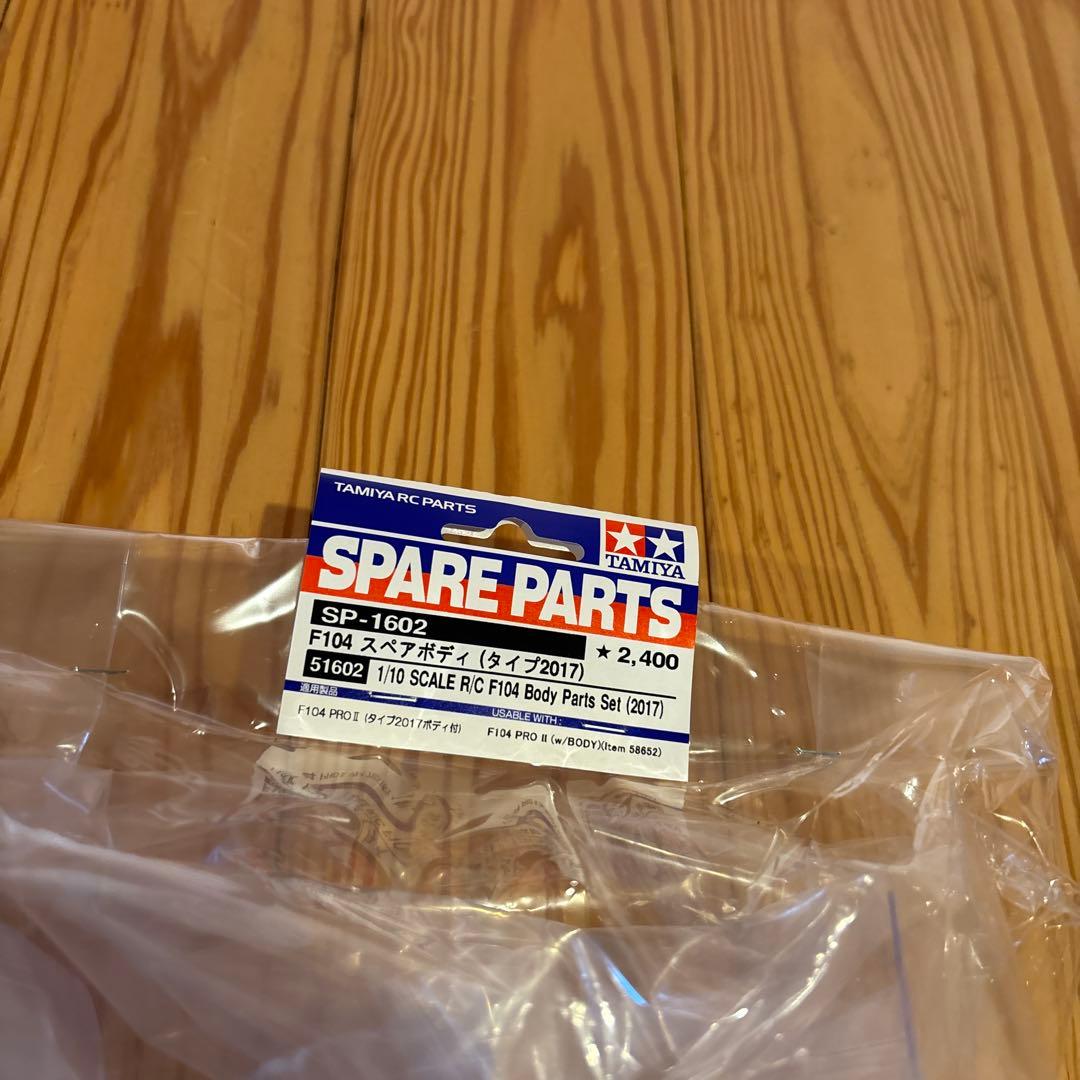 TAMIYA RC PARTS
TAMIYA
SPARE PARTS
SP-1602
F104 スペアボディ (タイプ2017)
★ 2,400
51602 1/10 SCALE R/C F104 Body Parts Set (2017)
適用製品 USABLE WITH :
F104 PRO II (タイプ2017ボディ付) F104 PRO II (w/BODY)(Item 58652)